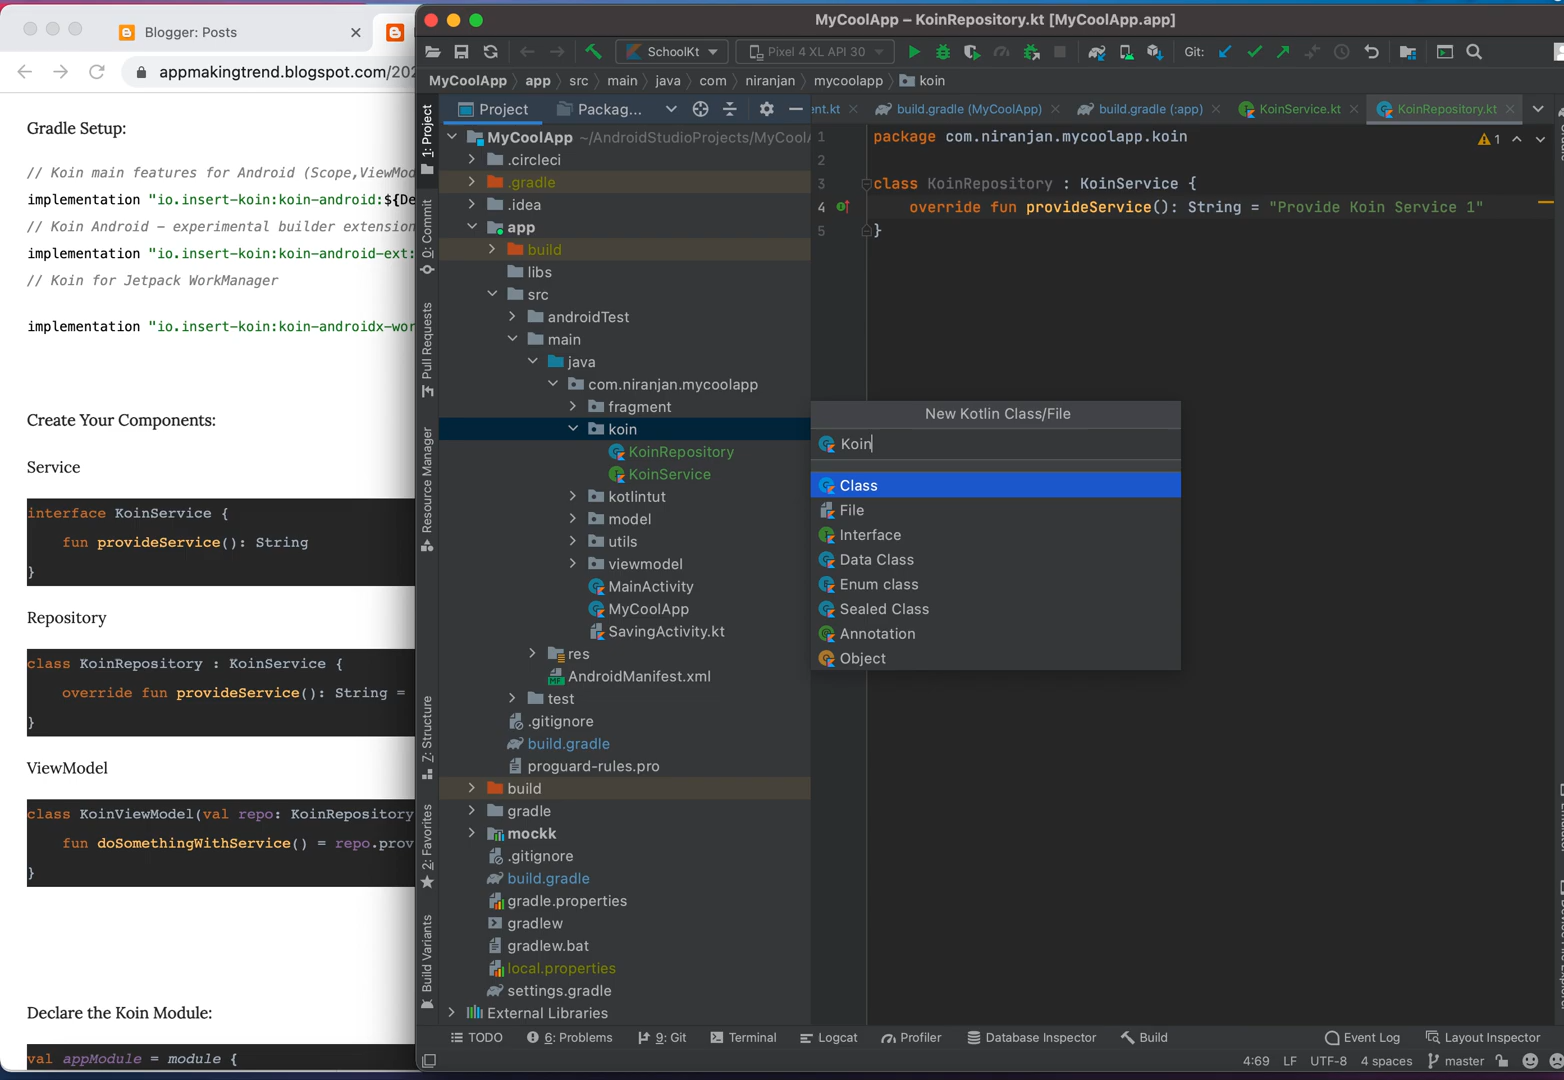 Blogger: Posts
appmakingtrend.blogspot.com/202
Gradle Setup:
// Koin main features for Android (Scope,ViewMod
implementation "io.insert-koin:koin-android:${De
// Koin Android - experimental builder extension
implementation "io.insert-koin:koin-android-ext:
// Koin for Jetpack WorkManager
implementation "io.insert-koin:koin-androidx-wor
Create Your Components:
Service
interface KoinService {
fun provideService(): String
}
Repository
class KoinRepository : KoinService {
override fun provideService(): String =
}
ViewModel
class KoinViewModel(val repo: KoinRepository
fun doSomethingWithService() = repo.prov
}
Declare the Koin Module:
val appModule = module {
MyCoolApp – KoinRepository.kt [MyCoolApp.app]
SchoolKt
Pixel 4 XL API 30
Git:
MyCoolApp
app
src
main
java
com
niranjan
mycoolapp
koin
Project
Packag...
ent.kt
build.gradle (MyCoolApp)
build.gradle (:app)
KoinService.kt
KoinRepository.kt
1: Project
0: Commit
Pull Requests
Resource Manager
Z: Structure
2: Favorites
Build Variants
MyCoolApp ~/AndroidStudioProjects/MyCoolA
.circleci
.gradle
.idea
app
build
libs
src
androidTest
main
java
com.niranjan.mycoolapp
fragment
koin
KoinRepository
KoinService
kotlintut
model
utils
viewmodel
MainActivity
MyCoolApp
SavingActivity.kt
res
AndroidManifest.xml
test
.gitignore
build.gradle
proguard-rules.pro
build
gradle
mockk
.gitignore
build.gradle
gradle.properties
gradlew
gradlew.bat
local.properties
settings.gradle
External Libraries
1 package com.niranjan.mycoolapp.koin
1
2
3 class KoinRepository : KoinService {
4 override fun provideService(): String = "Provide Koin Service 1"
5 }
New Kotlin Class/File
Koin
Class
File
Interface
Data Class
Enum class
Sealed Class
Annotation
Object
TODO
6: Problems
9: Git
Terminal
Logcat
Profiler
Database Inspector
Build
Event Log
Layout Inspector
4:69
LF
UTF-8
4 spaces
master